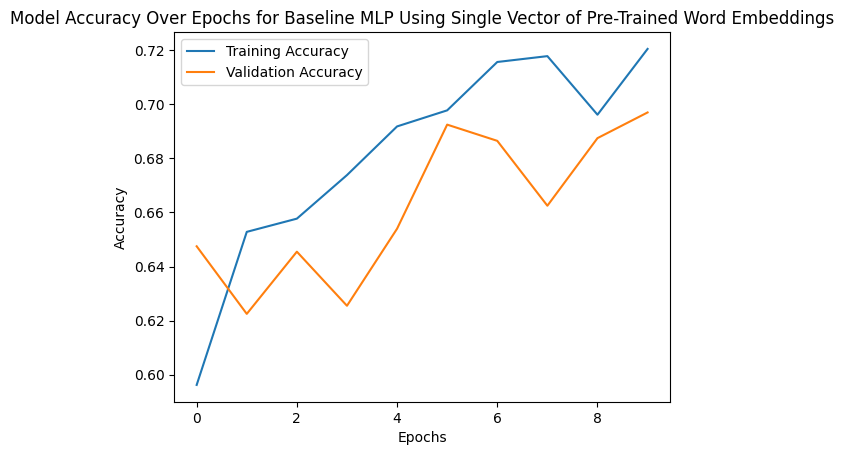 Model Accuracy Over Epochs for Baseline MLP Using Single Vector of Pre-Trained Word Embeddings
Training Accuracy
Validation Accuracy
0.72
0.70
0.68
0.66
0.64
0.62
0.60
Accuracy
0 2 4 6 8
Epochs